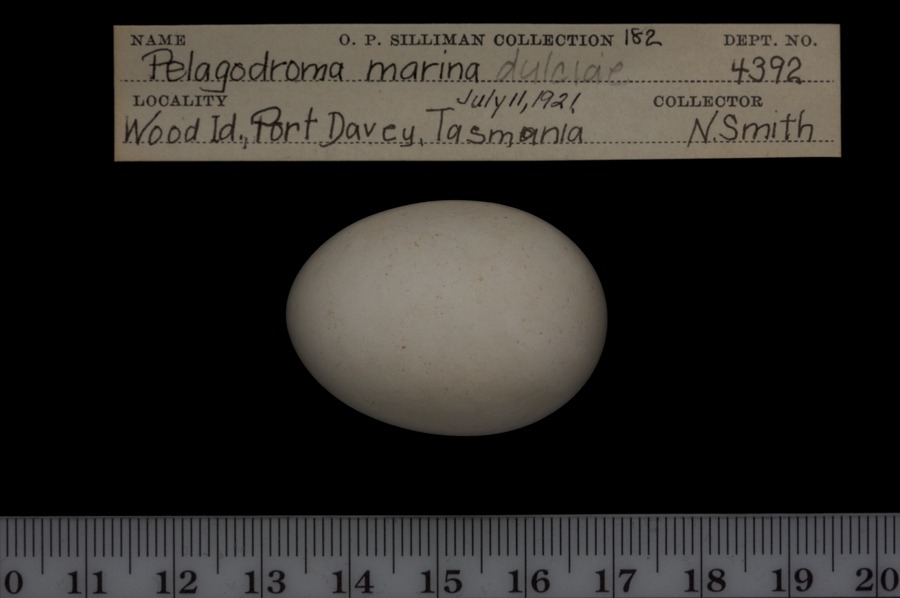 NAME O. P. SILLIMAN COLLECTION 182 DEPT. NO.
Pelagodroma marina dulciae 4392
LOCALITY July 11, 1921 COLLECTOR
Wood Id., Port Davey, Tasmania N. Smith
0 11 12 13 14 15 16 17 18 19 20